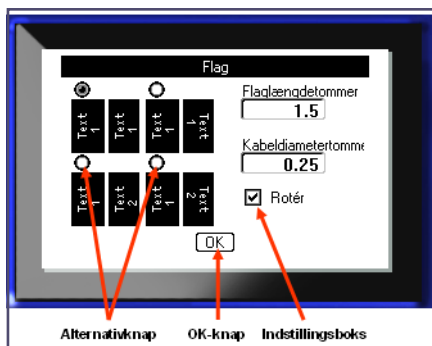 Flag
Flaglængdetommer
1.5
Text 1 Text 1 Text 1 Text 1
Kabeldiametertomme
0.25
Text 1 Text 2 Text 1 Text 2
Rotér
OK
Alternativknap OK-knap Indstillingsboks